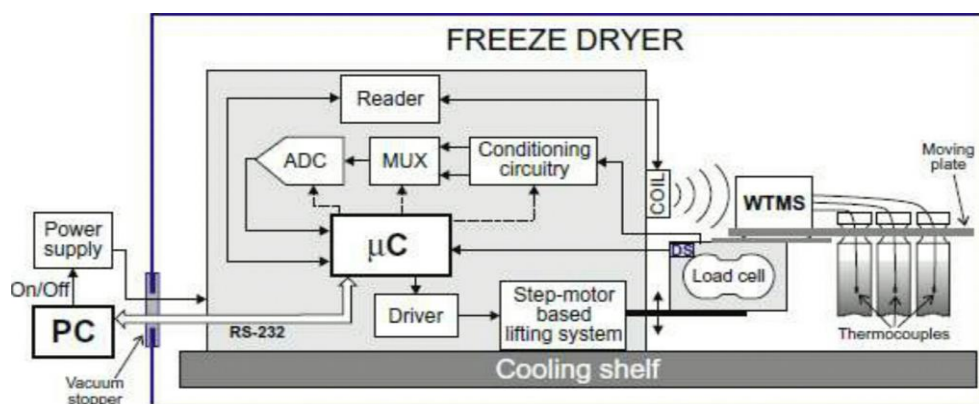 FREEZE DRYER
Reader
ADC
MUX
Conditioning
circuitry
COIL
WTMS
Moving
plate
Power
supply
On/Off
PC
μC
DS
Load cell
Driver
Step-motor
based
lifting system
RS-232
Thermocouples
Vacuum
stopper
Cooling shelf